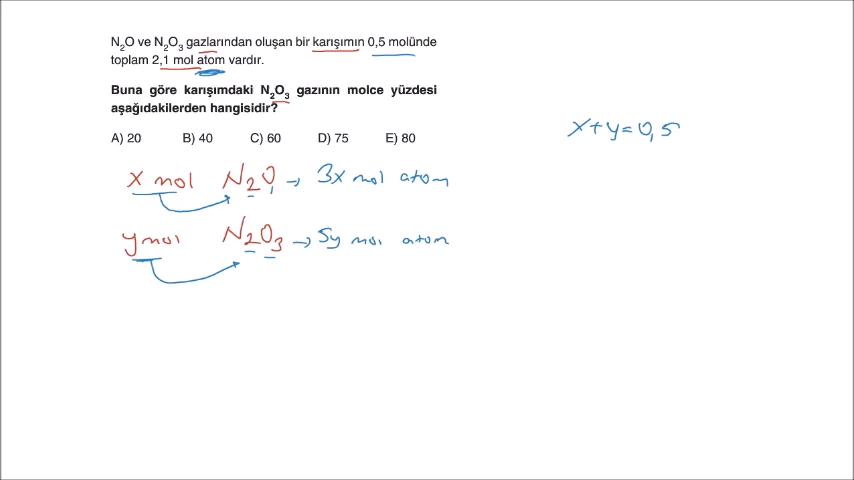 N₂O ve N₂O₃ gazlarından oluşan bir karışımın 0,5 molünde
toplam 2,1 mol atom vardır.
Buna göre karışımdaki N₂O₃ gazının molce yüzdesi
aşağıdakilerden hangisidir?
A) 20 B) 40 C) 60 D) 75 E) 80
x+y=0,5
x mol N₂O, → 3x mol atom
y mol N₂O₃ → 5y mol atom